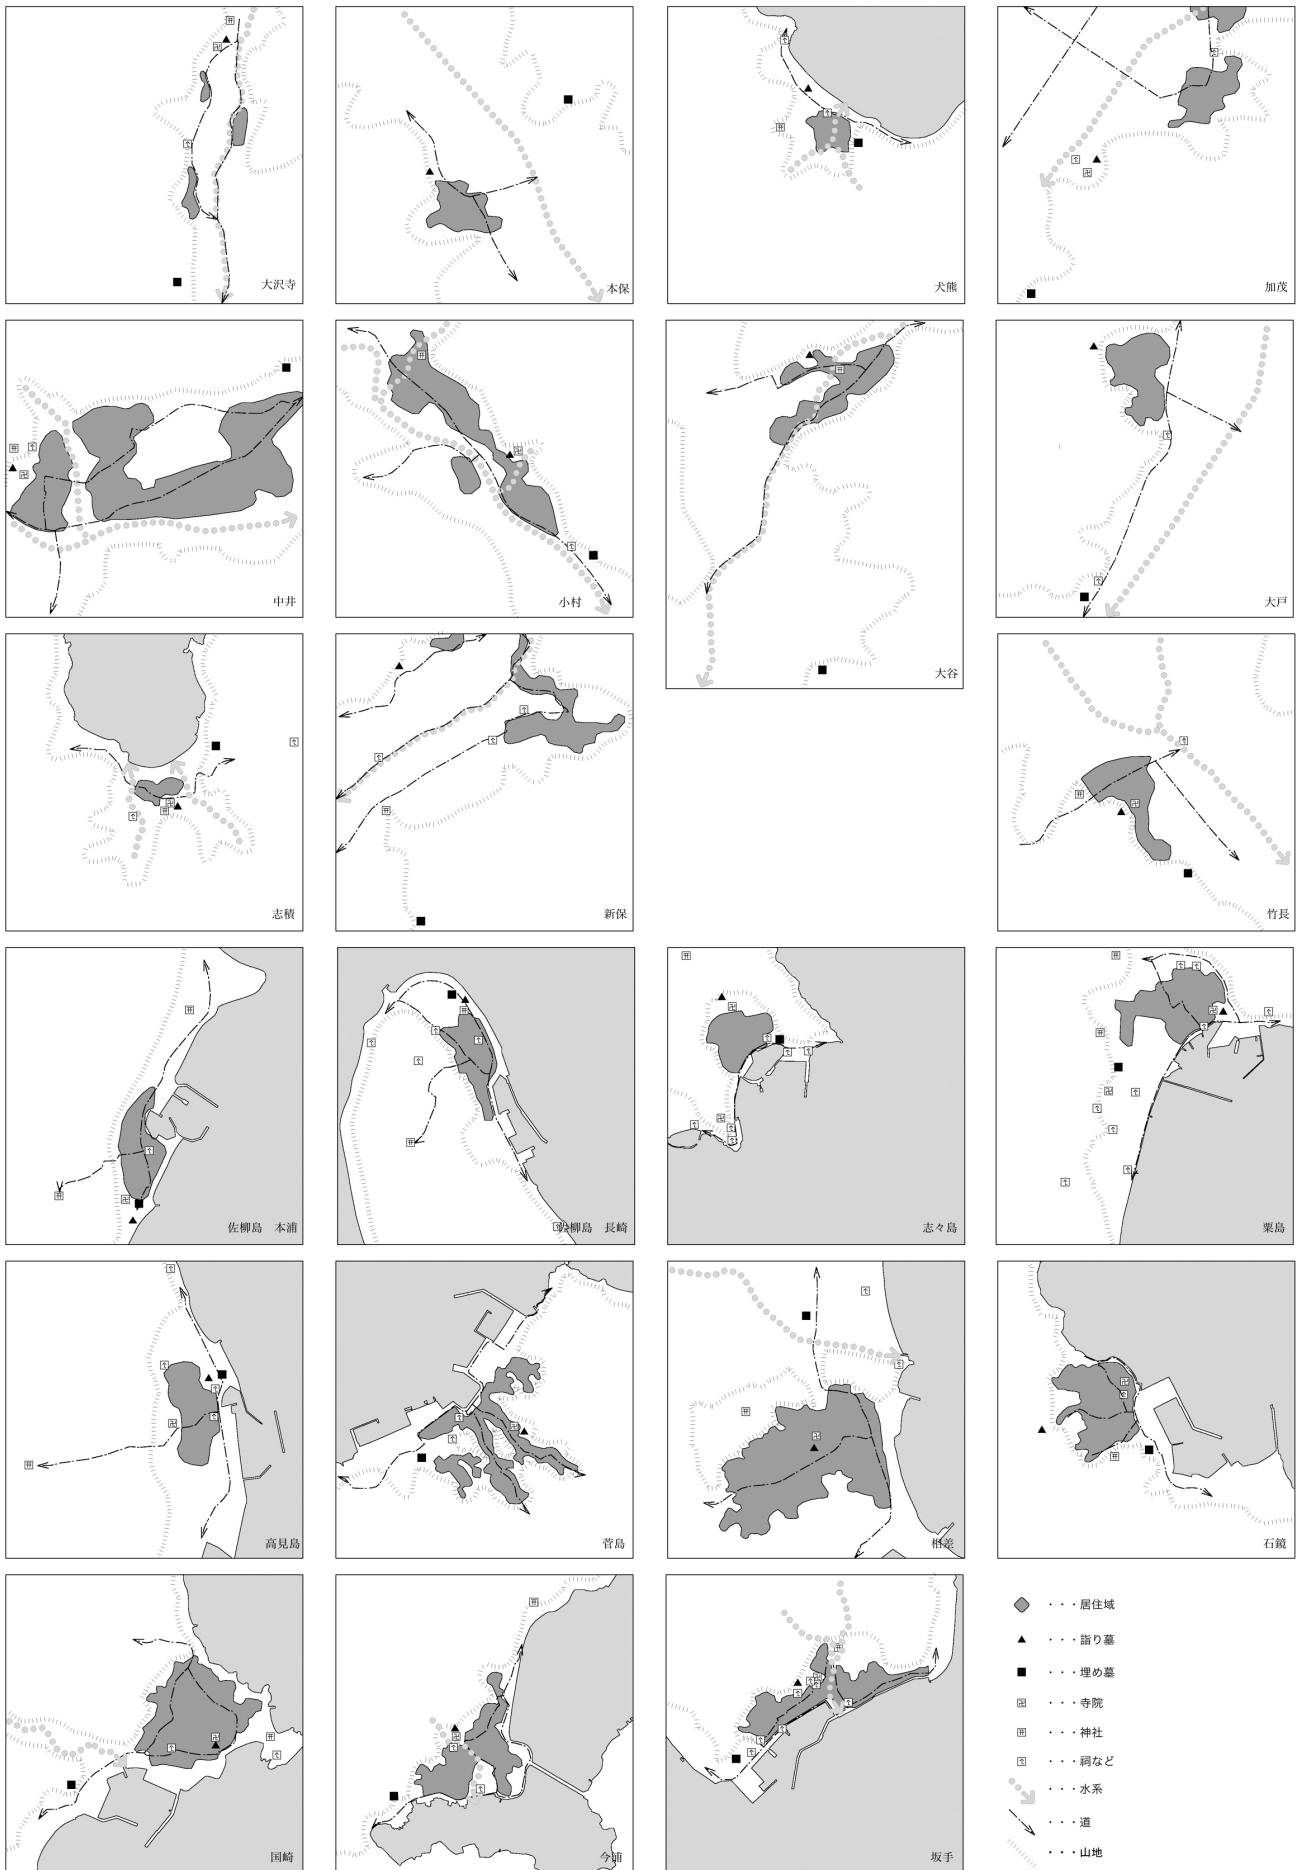 大沢寺
本保
犬熊
加茂
中井
小村
大谷
大戸
志積
新保
竹長
佐柳島　本浦
佐柳島　長崎
志々島
粟島
高見島
菅島
相差
石鏡
国崎
今浦
坂手
・・・居住域
・・・詣り墓
・・・埋め墓
・・・寺院
・・・神社
・・・祠など
・・・水系
・・・道
・・・山地